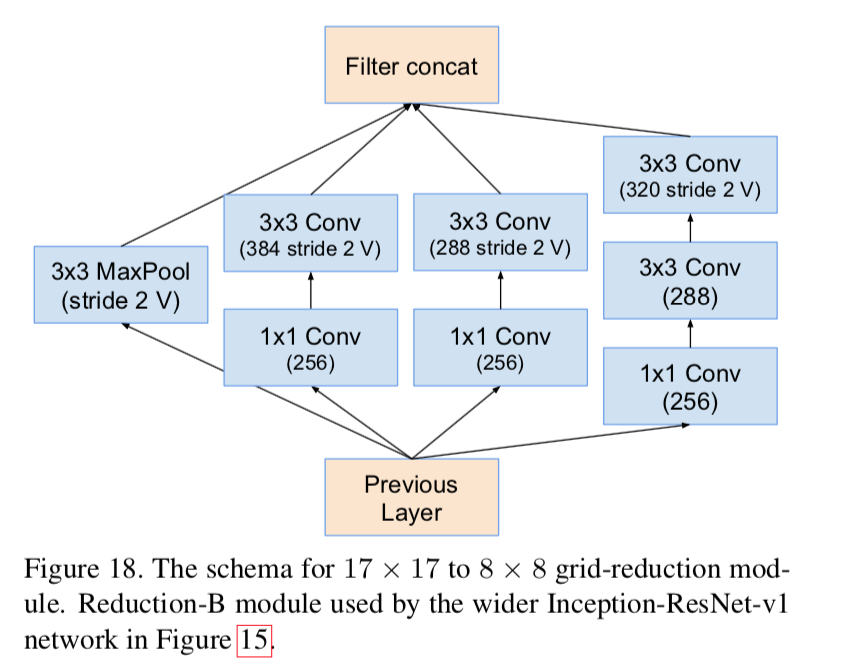 Filter concat
3x3 Conv
(320 stride 2 V)
3x3 Conv
(384 stride 2 V)
3x3 Conv
(288 stride 2 V)
3x3 MaxPool
(stride 2 V)
3x3 Conv
(288)
1x1 Conv
(256)
1x1 Conv
(256)
1x1 Conv
(256)
Previous
Layer
Figure 18. The schema for 17 × 17 to 8 × 8 grid-reduction mod-
ule. Reduction-B module used by the wider Inception-ResNet-v1
network in Figure 15.